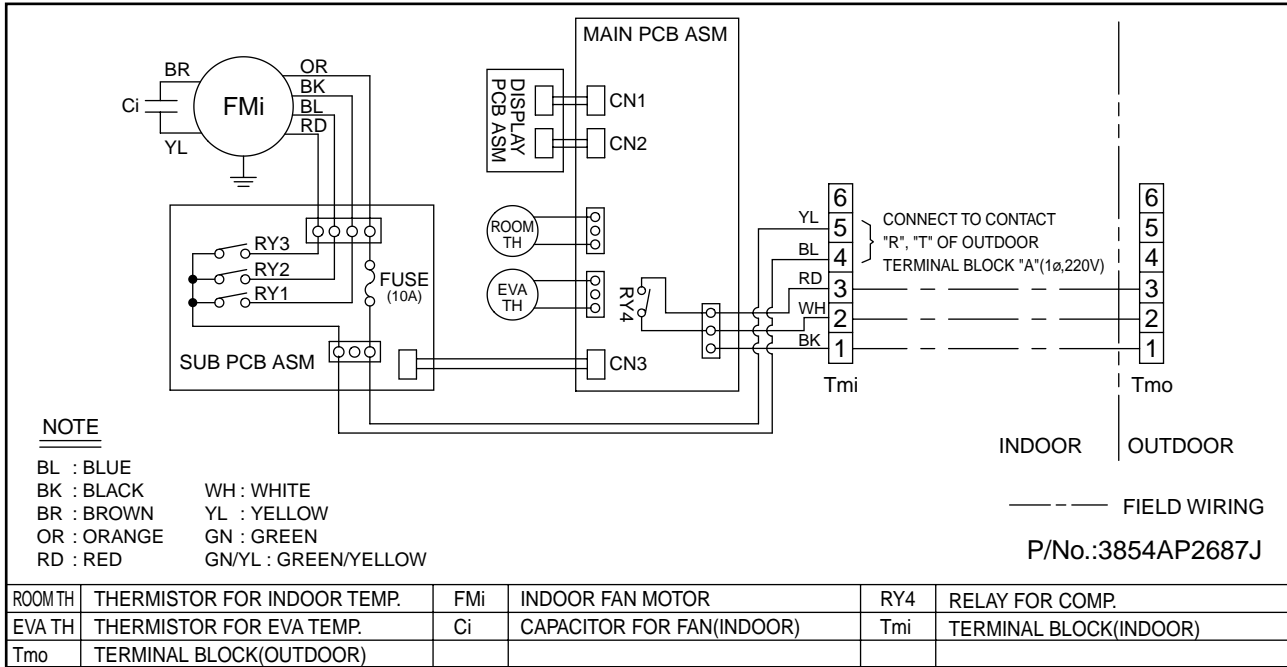 MAIN PCB ASM
BR
OR
BK
BL
RD
Ci
FMi
YL
DISPLAY
PCB ASM
CN1
CN2
ROOM
TH
EVA
TH
RY4
CN3
RY3
RY2
RY1
FUSE
(10A)
SUB PCB ASM
YL
BL
RD
WH
BK
6
5
4
3
2
1
Tmi
CONNECT TO CONTACT
"R", "T" OF OUTDOOR
TERMINAL BLOCK "A"(1ø,220V)
6
5
4
3
2
1
Tmo
INDOOR
OUTDOOR
FIELD WIRING
P/No.:3854AP2687J
NOTE
BL : BLUE
BK : BLACK
BR : BROWN
OR : ORANGE
RD : RED
WH : WHITE
YL : YELLOW
GN : GREEN
GN/YL : GREEN/YELLOW
ROOM TH THERMISTOR FOR INDOOR TEMP. FMi INDOOR FAN MOTOR RY4 RELAY FOR COMP.
EVA TH THERMISTOR FOR EVA TEMP. Ci CAPACITOR FOR FAN(INDOOR) Tmi TERMINAL BLOCK(INDOOR)
Tmo TERMINAL BLOCK(OUTDOOR)